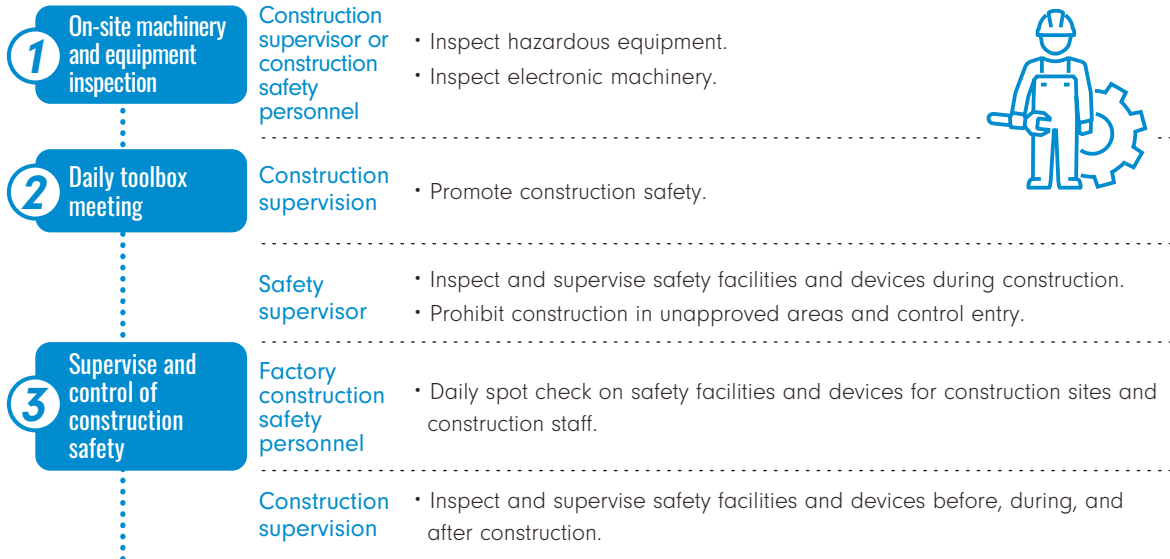 1
On-site machinery
and equipment
inspection
Construction
supervisor or
construction
safety
personnel
• Inspect hazardous equipment.
• Inspect electronic machinery.
2
Daily toolbox
meeting
Construction
supervision
• Promote construction safety.
3
Supervise and
control of
construction
safety
Safety
supervisor
• Inspect and supervise safety facilities and devices during construction.
• Prohibit construction in unapproved areas and control entry.
Factory
construction
safety
personnel
• Daily spot check on safety facilities and devices for construction sites and
construction staff.
Construction
supervision
• Inspect and supervise safety facilities and devices before, during, and
after construction.